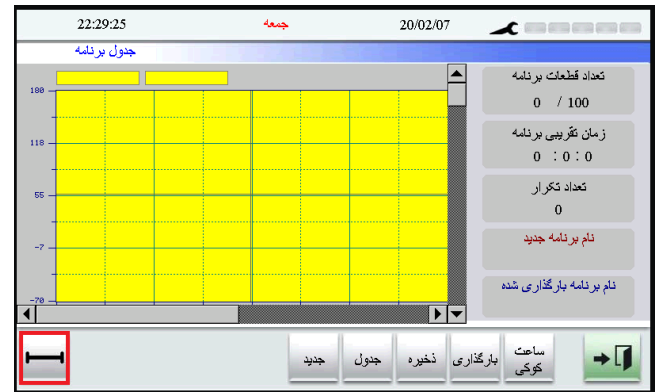 22:29:25 جمعه 20/02/07
جدول برنامه
180
118
55
-7
-70
تعداد قطعات برنامه
0 / 100
زمان تقریبی برنامه
0 : 0 : 0
تعداد تکرار
0
نام برنامه جدید
نام برنامه بارگذاری شده
جدید
جدول
ذخیره
بارگذاری
ساعت
کوکی